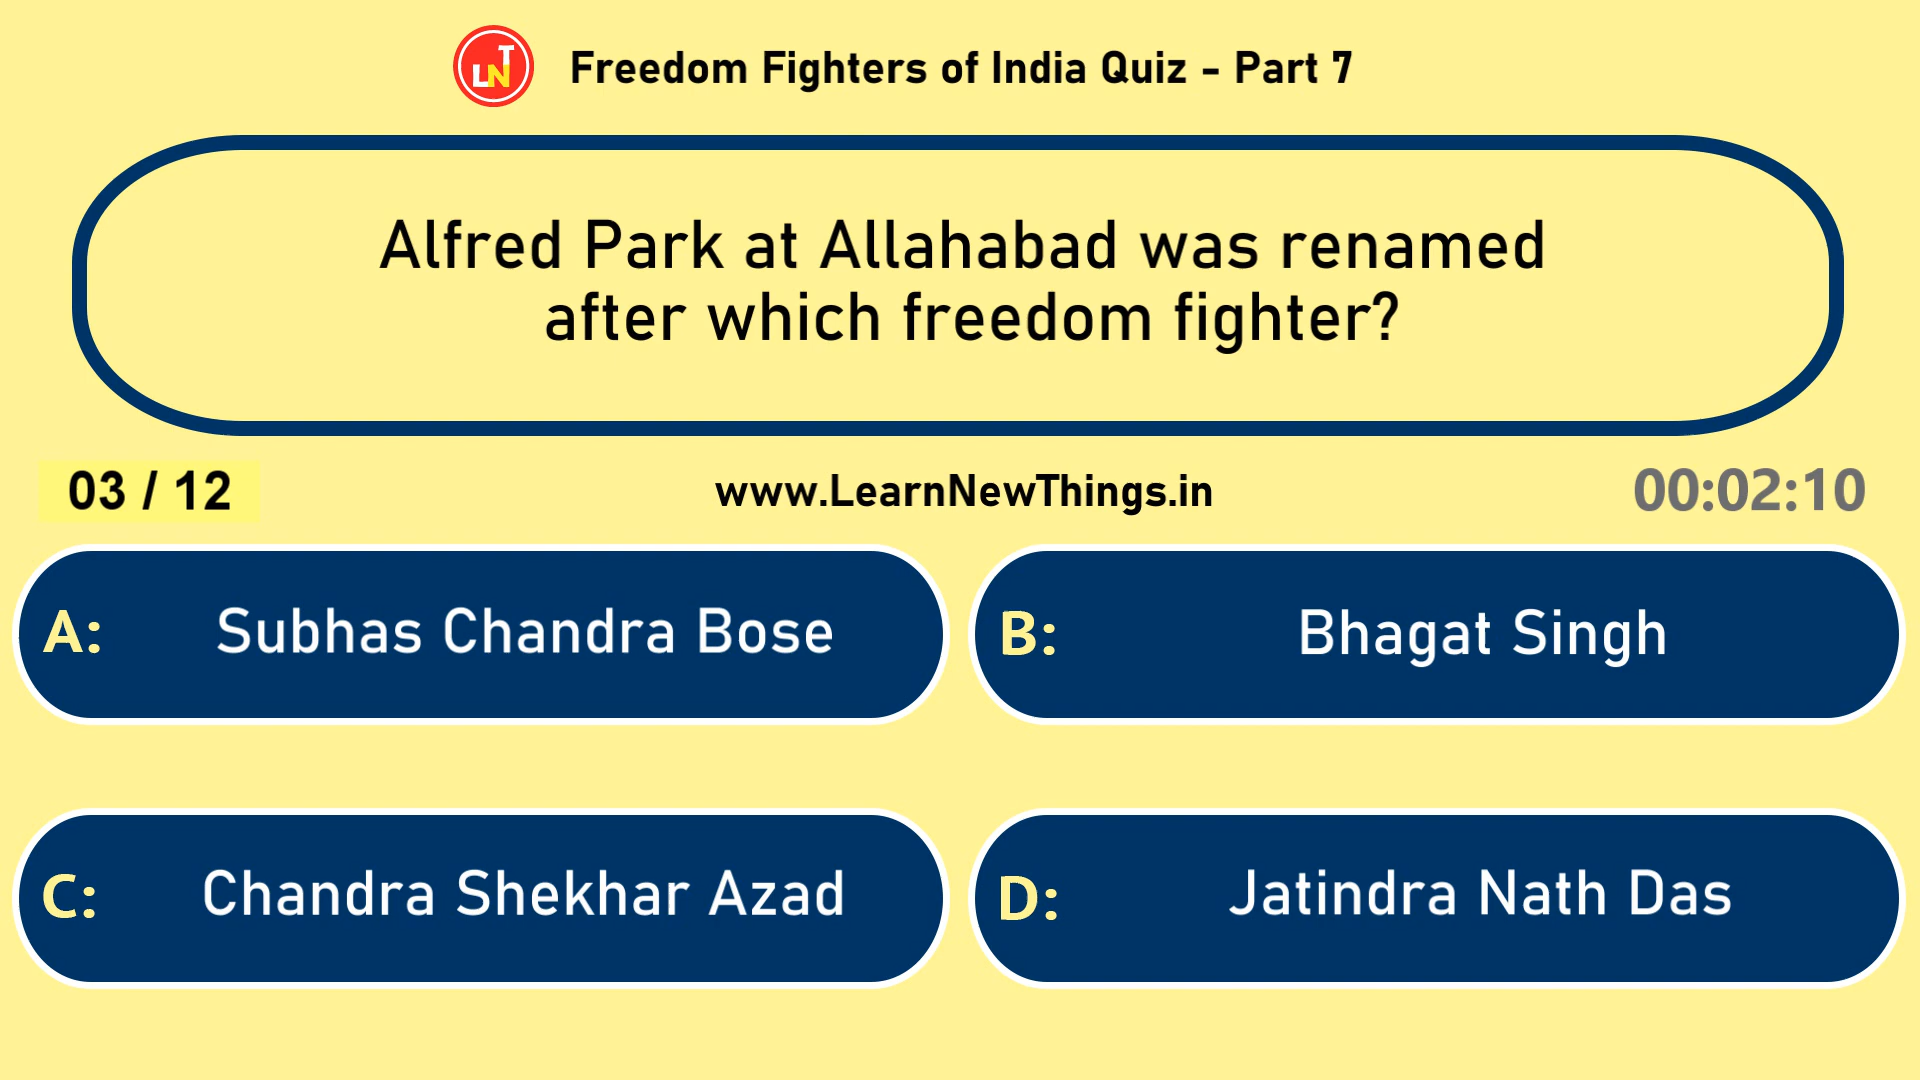 LNT
Freedom Fighters of India Quiz - Part 7
Alfred Park at Allahabad was renamed
after which freedom fighter?
03 / 12
www.LearnNewThings.in
00:02:10
A: Subhas Chandra Bose
B: Bhagat Singh
C: Chandra Shekhar Azad
D: Jatindra Nath Das